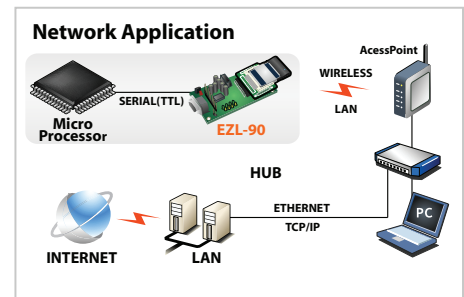 Network Application
AcessPoint
WIRELESS
LAN
SERIAL(TTL)
Micro
Processor
EZL-90
HUB
ETHERNET
TCP/IP
PC
INTERNET
LAN